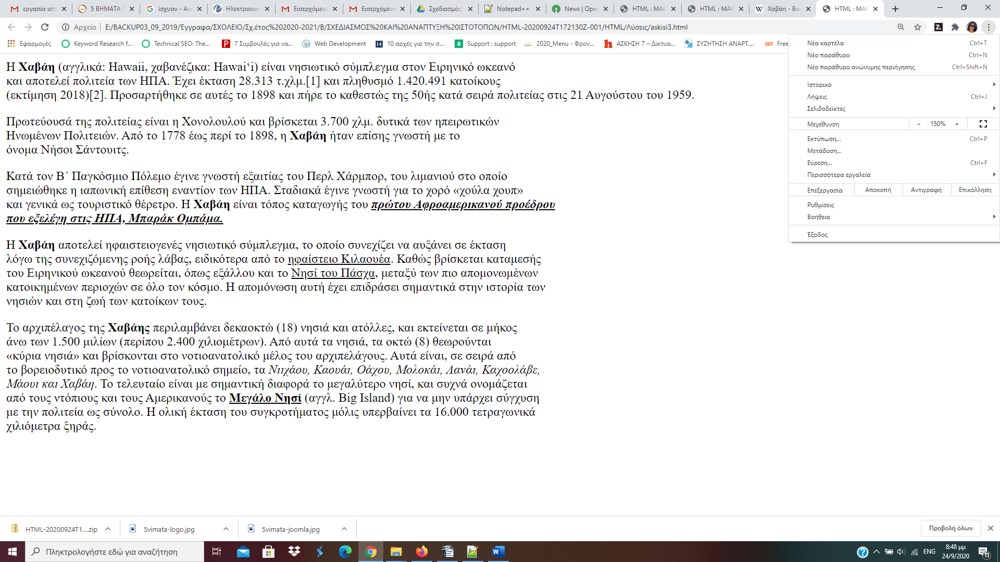 εργασία ιστο
5 ΒΗΜΑΤΑ Γ
ίσχυαν - Ανα
Ηλεκτρονική
Εισερχόμενα
Εισερχόμενα
Σχεδιασμός
Notepad++
News | Open
HTML : ΜΑΘ
HTML : ΜΑΘ
Χαβάη - Βικι
HTML : ΜΑΘ
Αρχείο | E:/BACKUP03_09_2019/Εγγραφα/ΣΧΟΛΕΙΟ/Σχ.έτος%202020-2021/Β/ΣΧΕΔΙΑΣΜΟΣ%20ΚΑΙ%20ΑΝΑΠΤΥΞΗ%20ΙΣΤΟΤΟΠΩΝ/HTML-20200924T172130Z-001/HTML/Λύσεις/askisi3.html
Εφαρμογές
Keyword Research f...
Technical SEO: The...
7 Συμβουλές για να...
Web Development
10 αρχές για την σ...
Support : support
2020_Menu - Φρον...
ΑΣΚΗΣΗ 7 – Δίκτυα...
ΣΥΖΗΤΗΣΗ ΑΝΑΡΤ....
Free
Η Χαβάη (αγγλικά: Hawaii, χαβανέζικα: Hawai‘i) είναι νησιωτικό σύμπλεγμα στον Ειρηνικό ωκεανό
και αποτελεί πολιτεία των ΗΠΑ. Έχει έκταση 28.313 τ.χλμ.[1] και πληθυσμό 1.420.491 κατοίκους
(εκτίμηση 2018)[2]. Προσαρτήθηκε σε αυτές το 1898 και πήρε το καθεστώς της 50ής κατά σειρά πολιτείας στις 21 Αυγούστου του 1959.
Πρωτεύουσά της πολιτείας είναι η Χονολουλού και βρίσκεται 3.700 χλμ. δυτικά των ηπειρωτικών
Ηνωμένων Πολιτειών. Από το 1778 έως περί το 1898, η Χαβάη ήταν επίσης γνωστή με το
όνομα Νήσοι Σάντουιτς.
Κατά τον Β΄ Παγκόσμιο Πόλεμο έγινε γνωστή εξαιτίας του Περλ Χάρμπορ, του λιμανιού στο οποίο
σημειώθηκε η ιαπωνική επίθεση εναντίον των ΗΠΑ. Σταδιακά έγινε γνωστή για το χορό «χούλα χουπ»
και γενικά ως τουριστικό θέρετρο. Η Χαβάη είναι τόπος καταγωγής του πρώτου Αφροαμερικανού προέδρου
που εξελέγη στις ΗΠΑ, Μπαράκ Ομπάμα.
Η Χαβάη αποτελεί ηφαιστειογενές νησιωτικό σύμπλεγμα, το οποίο συνεχίζει να αυξάνει σε έκταση
λόγω της συνεχιζόμενης ροής λάβας, ειδικότερα από το ηφαίστειο Κιλαουέα. Καθώς βρίσκεται καταμεσής
του Ειρηνικού ωκεανού θεωρείται, όπως εξάλλου και το Νησί του Πάσχα, μεταξύ των πιο απομονωμένων
κατοικημένων περιοχών σε όλο τον κόσμο. Η απομόνωση αυτή έχει επιδράσει σημαντικά στην ιστορία των
νησιών και στη ζωή των κατοίκων τους.
Το αρχιπέλαγος της Χαβάης περιλαμβάνει δεκαοκτώ (18) νησιά και ατόλλες, και εκτείνεται σε μήκος
άνω των 1.500 μιλίων (περίπου 2.400 χιλιομέτρων). Από αυτά τα νησιά, τα οκτώ (8) θεωρούνται
«κύρια νησιά» και βρίσκονται στο νοτιοανατολικό μέλος του αρχιπελάγους. Αυτά είναι, σε σειρά από
το βορειοδυτικό προς το νοτιοανατολικό σημείο, τα Νιιχάου, Καουάι, Οάχου, Μολοκάι, Λανάι, Καχοολάβε,
Μάουι και Χαβάη. Το τελευταίο είναι με σημαντική διαφορά το μεγαλύτερο νησί, και συχνά ονομάζεται
από τους ντόπιους και τους Αμερικανούς το Μεγάλο Νησί (αγγλ. Big Island) για να μην υπάρχει σύγχυση
με την πολιτεία ως σύνολο. Η ολική έκταση του συγκροτήματος μόλις υπερβαίνει τα 16.000 τετραγωνικά
χιλιόμετρα ξηράς.
Νέα καρτέλα Ctrl+T
Νέο παράθυρο Ctrl+N
Νέο παράθυρο ανώνυμης περιήγησης Ctrl+Shift+N
Ιστορικό
Λήψεις Ctrl+J
Σελιδοδείκτες
Μεγέθυνση − 150% +
Εκτύπωση... Ctrl+P
Μετάδοση...
Εύρεση... Ctrl+F
Περισσότερα εργαλεία
Επεξεργασία Αποκοπή Αντιγραφή Επικόλληση
Ρυθμίσεις
Βοήθεια
Έξοδος
HTML-20200924T1....zip
5vimata-logo.jpg
5vimata-joomla.jpg
Προβολή όλων
Πληκτρολογήστε εδώ για αναζήτηση
ENG
8:48 μμ
24/9/2020
11